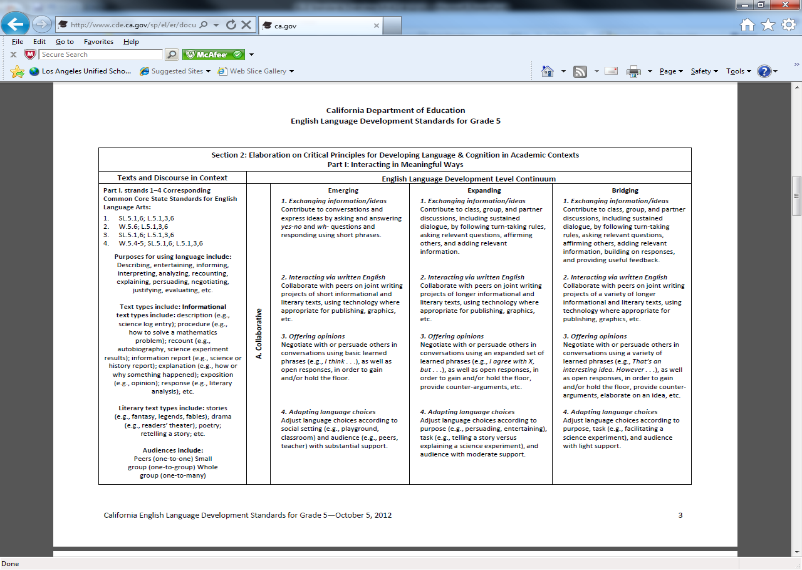 http://www.cde.ca.gov/sp/el/er/docu
ca.gov
File Edit Go to Favorites Help
x Secure Search McAfee
Los Angeles Unified Scho... Suggested Sites Web Slice Gallery
Page Safety Tools
California Department of Education
English Language Development Standards for Grade 5
Section 2: Elaboration on Critical Principles for Developing Language & Cognition in Academic Contexts
Part I: Interacting in Meaningful Ways
Texts and Discourse in Context
English Language Development Level Continuum
Part I, strands 1–4 Corresponding
Common Core State Standards for English
Language Arts:
1. SL.5.1,6; L.5.1,3,6
2. W.5.6; L.5.1,3,6
3. SL.5.1,6; L.5.1,3,6
4. W.5.4-5, SL.5.1,6, L.5.1,3,6
Purposes for using language include:
Describing, entertaining, informing,
interpreting, analyzing, recounting,
explaining, persuading, negotiating,
justifying, evaluating, etc.
Text types include: Informational
text types include: description (e.g.,
science log entry); procedure (e.g.,
how to solve a mathematics
problem); recount (e.g.,
autobiography, science experiment
results); information report (e.g., science or
history report); explanation (e.g., how or
why something happened); exposition
(e.g., opinion); response (e.g., literary
analysis), etc.
Literary text types include: stories
(e.g., fantasy, legends, fables), drama
(e.g., readers' theater), poetry;
retelling a story; etc.
Audiences include:
Peers (one-to-one) Small
group (one-to-group) Whole
group (one-to-many)
A. Collaborative
Emerging
1. Exchanging information/ideas
Contribute to conversations and
express ideas by asking and answering
yes-no and wh- questions and
responding using short phrases.
2. Interacting via written English
Collaborate with peers on joint writing
projects of short informational and
literary texts, using technology where
appropriate for publishing, graphics,
etc.
3. Offering opinions
Negotiate with or persuade others in
conversations using basic learned
phrases (e.g., I think . . .), as well as
open responses, in order to gain
and/or hold the floor.
4. Adapting language choices
Adjust language choices according to
social setting (e.g., playground,
classroom) and audience (e.g., peers,
teacher) with substantial support.
Expanding
1. Exchanging information/ideas
Contribute to class, group, and partner
discussions, including sustained
dialogue, by following turn-taking rules,
asking relevant questions, affirming
others, and adding relevant
information.
2. Interacting via written English
Collaborate with peers on joint writing
projects of longer informational and
literary texts, using technology where
appropriate for publishing, graphics,
etc.
3. Offering opinions
Negotiate with or persuade others in
conversations using an expanded set of
learned phrases (e.g., I agree with X,
but . . .), as well as open responses, in
order to gain and/or hold the floor,
provide counter-arguments, etc.
4. Adapting language choices
Adjust language choices according to
purpose (e.g., persuading, entertaining),
task (e.g., telling a story versus
explaining a science experiment), and
audience with moderate support.
Bridging
1. Exchanging information/ideas
Contribute to class, group, and partner
discussions, including sustained
dialogue, by following turn-taking
rules, asking relevant questions,
affirming others, adding relevant
information, building on responses,
and providing useful feedback.
2. Interacting via written English
Collaborate with peers on joint writing
projects of a variety of longer
informational and literary texts, using
technology where appropriate for
publishing, graphics, etc.
3. Offering opinions
Negotiate with or persuade others in
conversations using a variety of
learned phrases (e.g., That's an
interesting idea. However . . .), as well
as open responses, in order to gain
and/or hold the floor, provide counter-
arguments, elaborate on an idea, etc.
4. Adapting language choices
Adjust language choices according to
purpose, task (e.g., facilitating a
science experiment), and audience
with light support.
California English Language Development Standards for Grade 5—October 5, 2012 3
Done